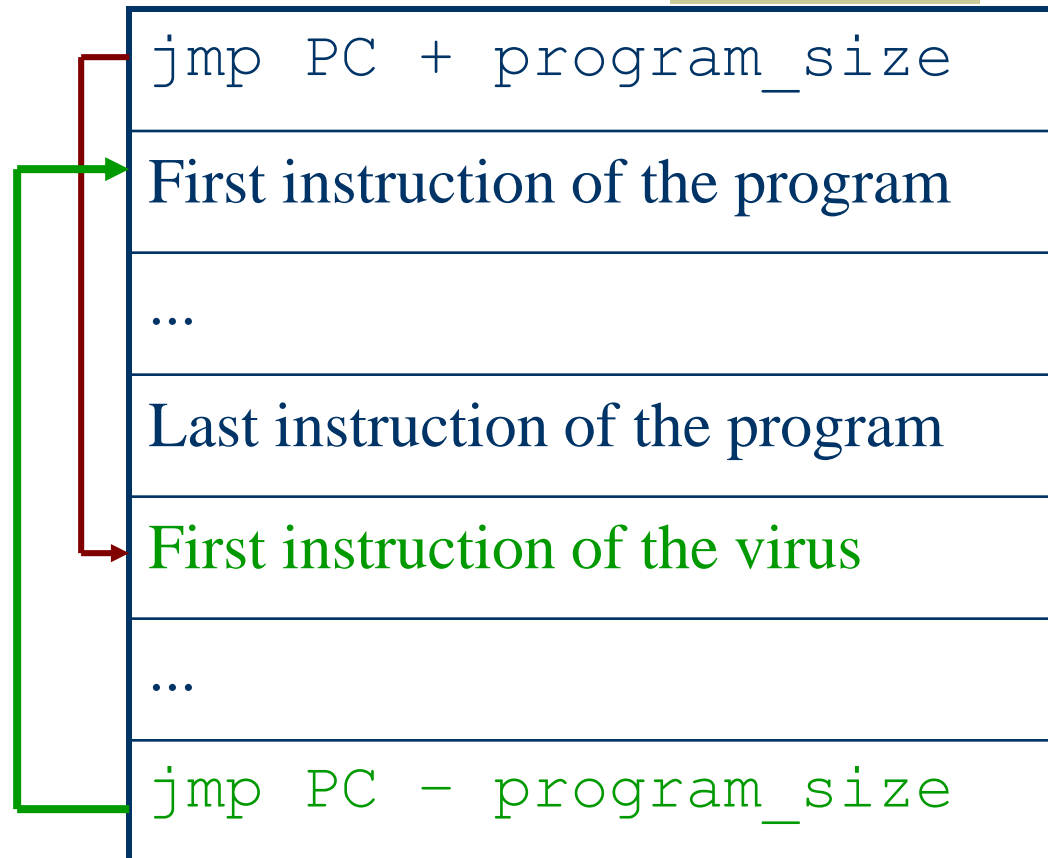 jmp PC + program_size
First instruction of the program
...
Last instruction of the program
First instruction of the virus
...
jmp PC – program_size